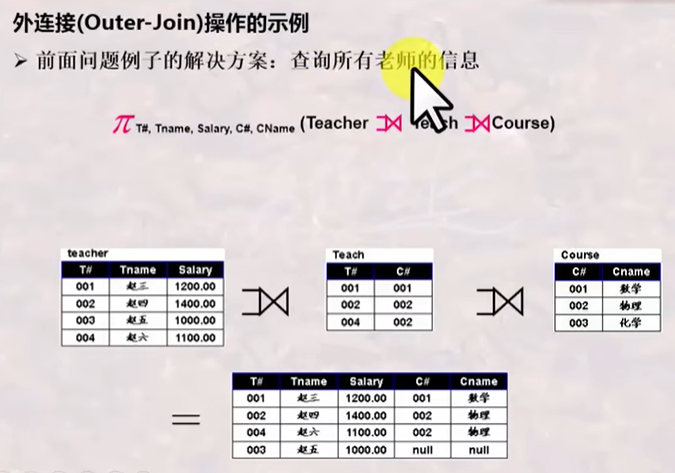 外连接(Outer-Join)操作的示例
➢ 前面问题例子的解决方案：查询所有老师的信息
π T#, Tname, Salary, C#, CName (Teacher ⟕ Teach ⟕ Course)
teacher
T# Tname Salary
001 赵三 1200.00
002 赵四 1400.00
003 赵五 1000.00
004 赵六 1100.00
⟕
Teach
T# C#
001 001
002 002
004 002
⟕
Course
C# Cname
001 数学
002 物理
003 化学
=
T# Tname Salary C# Cname
001 赵三 1200.00 001 数学
002 赵四 1400.00 002 物理
004 赵六 1100.00 002 物理
003 赵五 1000.00 null null